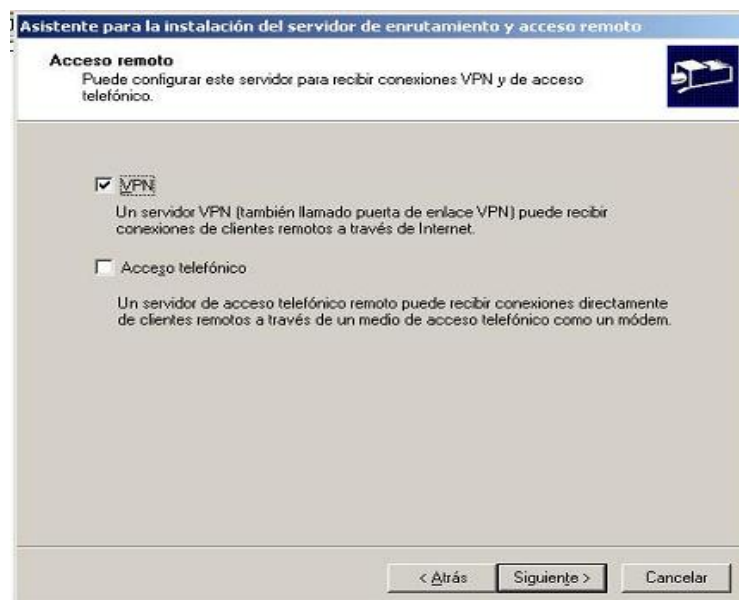 Asistente para la instalación del servidor de enrutamiento y acceso remoto
Acceso remoto
Puede configurar este servidor para recibir conexiones VPN y de acceso
telefónico.
VPN
Un servidor VPN (también llamado puerta de enlace VPN) puede recibir
conexiones de clientes remotos a través de Internet.
Acceso telefónico
Un servidor de acceso telefónico remoto puede recibir conexiones directamente
de clientes remotos a través de un medio de acceso telefónico como un módem.
< Atrás Siguiente > Cancelar